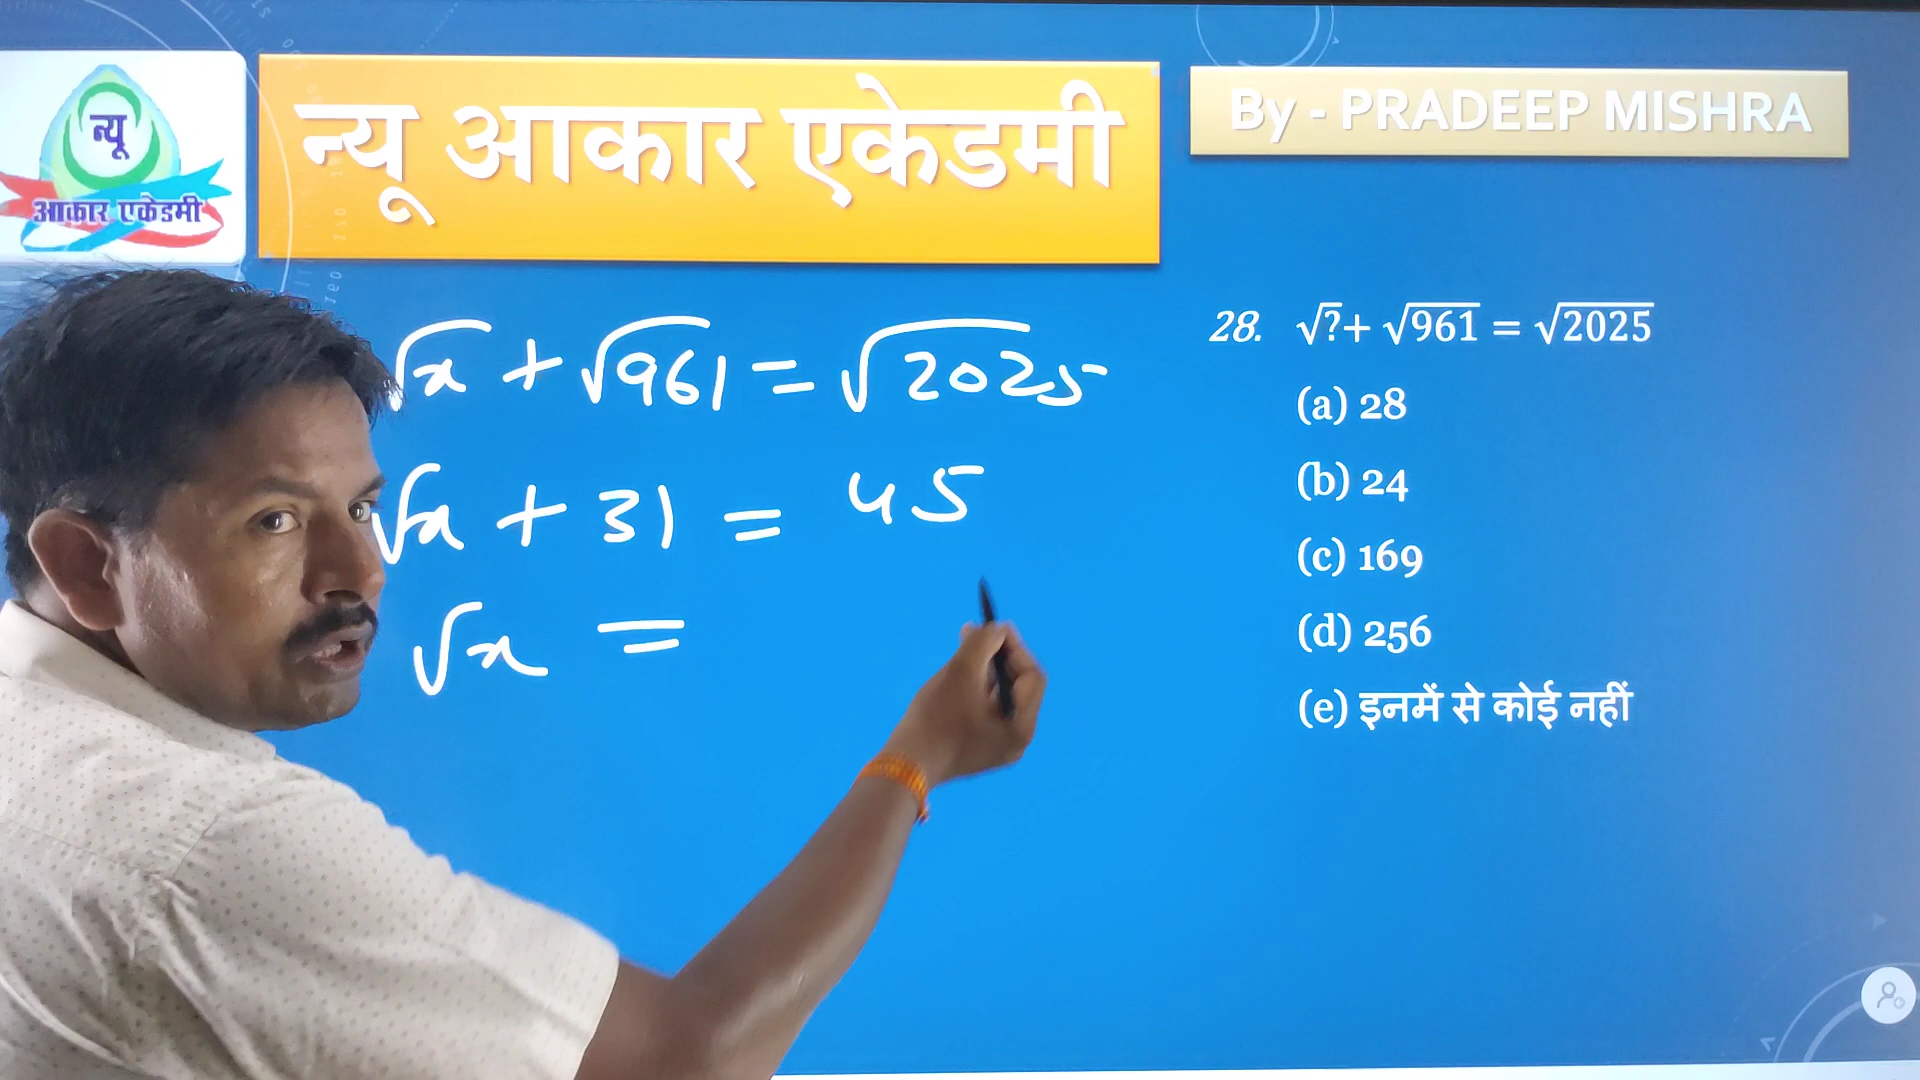 न्यू
आकार एकेडमी
न्यू आकार एकेडमी
By - PRADEEP MISHRA
√x + √961 = √2025
√x + 31 = 45
√x =
28. √?+ √961 = √2025
(a) 28
(b) 24
(c) 169
(d) 256
(e) इनमें से कोई नहीं